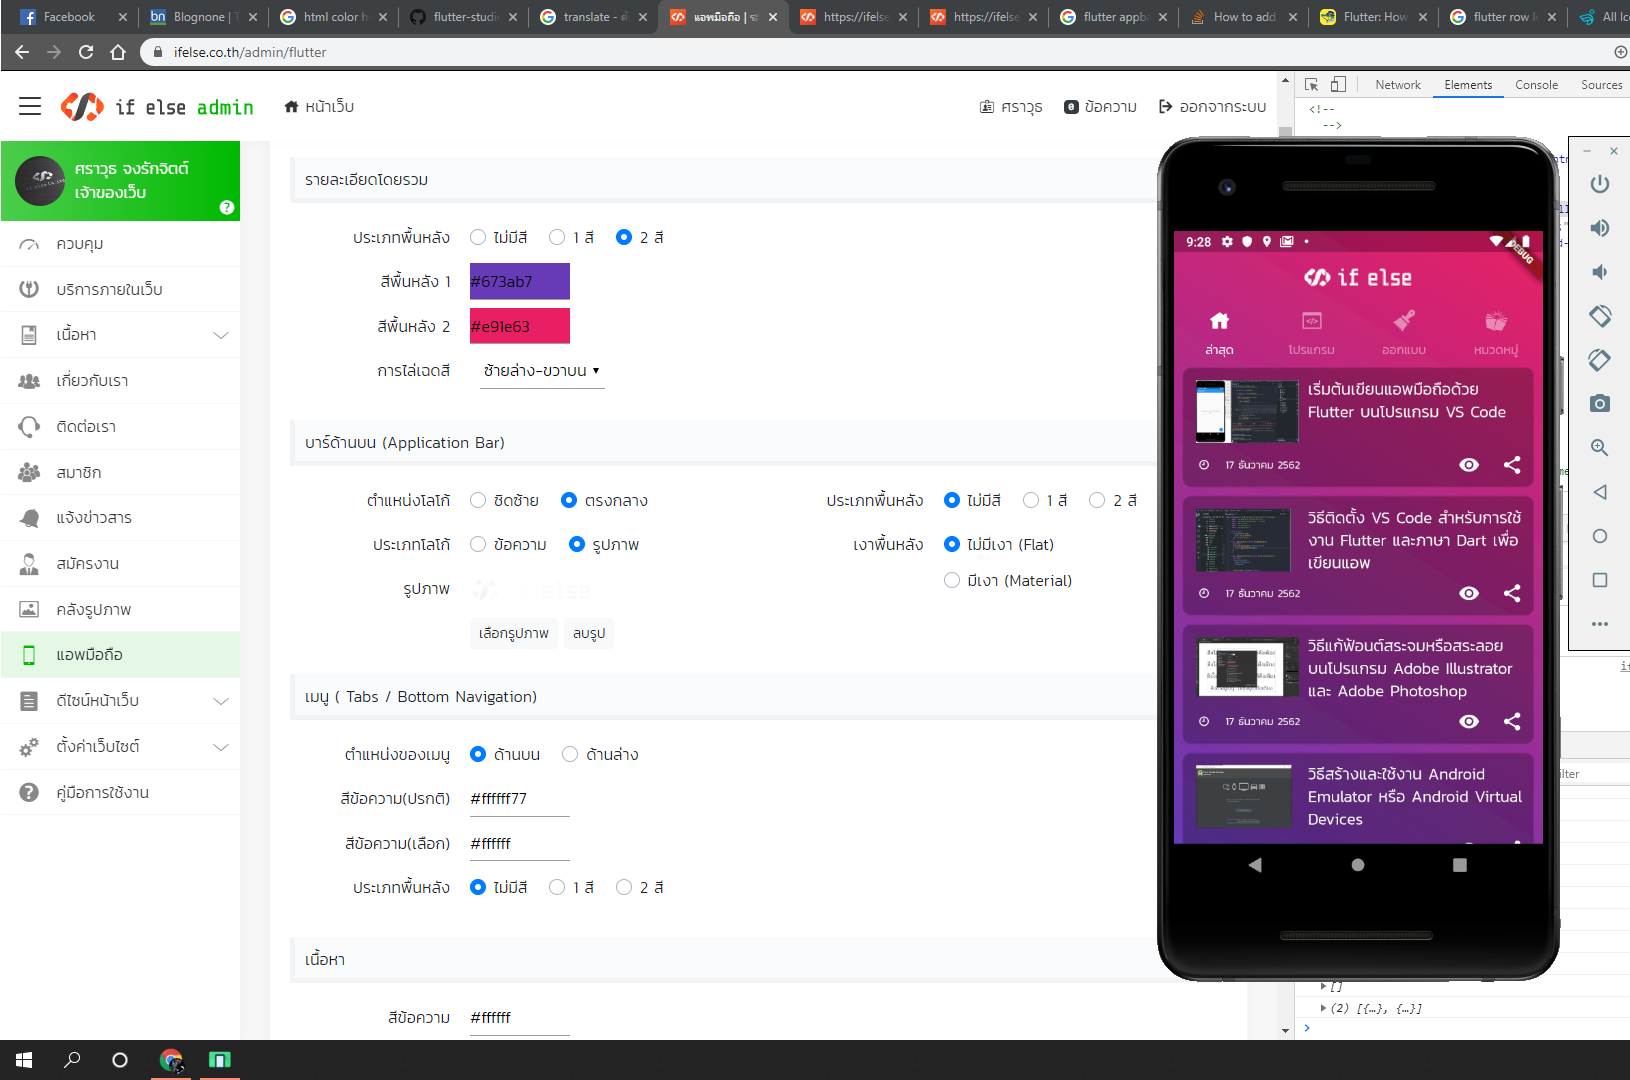 Facebook
Blognone | T
html color h
flutter-studi
translate - ค้
แอพมือถือ | ระ
https://ifelse
https://ifelse
flutter appba
How to add
Flutter: How
flutter row l
All Ic
ifelse.co.th/admin/flutter
if else admin
หน้าเว็บ
ศราวุธ
ข้อความ
ออกจากระบบ
Network
Elements
Console
Sources
<!--
-->
ศราวุธ จงรักจิตต์
เจ้าของเว็บ
ควบคุม
บริการภายในเว็บ
เนื้อหา
เกี่ยวกับเรา
ติดต่อเรา
สมาชิก
แจ้งข่าวสาร
สมัครงาน
คลังรูปภาพ
แอพมือถือ
ดีไซน์หน้าเว็บ
ตั้งค่าเว็บไซต์
คู่มือการใช้งาน
รายละเอียดโดยรวม
ประเภทพื้นหลัง ไม่มีสี 1 สี 2 สี
สีพื้นหลัง 1 #673ab7
สีพื้นหลัง 2 #e91e63
การไล่เฉดสี ซ้ายล่าง-ขวาบน
บาร์ด้านบน (Application Bar)
ตำแหน่งโลโก้ ชิดซ้าย ตรงกลาง
ประเภทพื้นหลัง ไม่มีสี 1 สี 2 สี
ประเภทโลโก้ ข้อความ รูปภาพ
เงาพื้นหลัง ไม่มีเงา (Flat)
มีเงา (Material)
รูปภาพ if else
เลือกรูปภาพ ลบรูป
เมนู ( Tabs / Bottom Navigation)
ตำแหน่งของเมนู ด้านบน ด้านล่าง
สีข้อความ(ปรกติ) #ffffff77
สีข้อความ(เลือก) #ffffff
ประเภทพื้นหลัง ไม่มีสี 1 สี 2 สี
เนื้อหา
สีข้อความ #ffffff
9:28
DEBUG
if else
ล่าสุด
โปรแกรม
ออกแบบ
หมวดหมู่
เริ่มต้นเขียนแอพมือถือด้วย
Flutter บนโปรแกรม VS Code
17 ธันวาคม 2562
วิธีติดตั้ง VS Code สำหรับการใช้
งาน Flutter และภาษา Dart เพื่อ
เขียนแอพ
17 ธันวาคม 2562
วิธีแก้ฟ้อนต์สระจมหรือสระลอย
บนโปรแกรม Adobe Illustrator
และ Adobe Photoshop
17 ธันวาคม 2562
วิธีสร้างและใช้งาน Android
Emulator หรือ Android Virtual
Devices
ilter
[]
(2) [{…}, {…}]